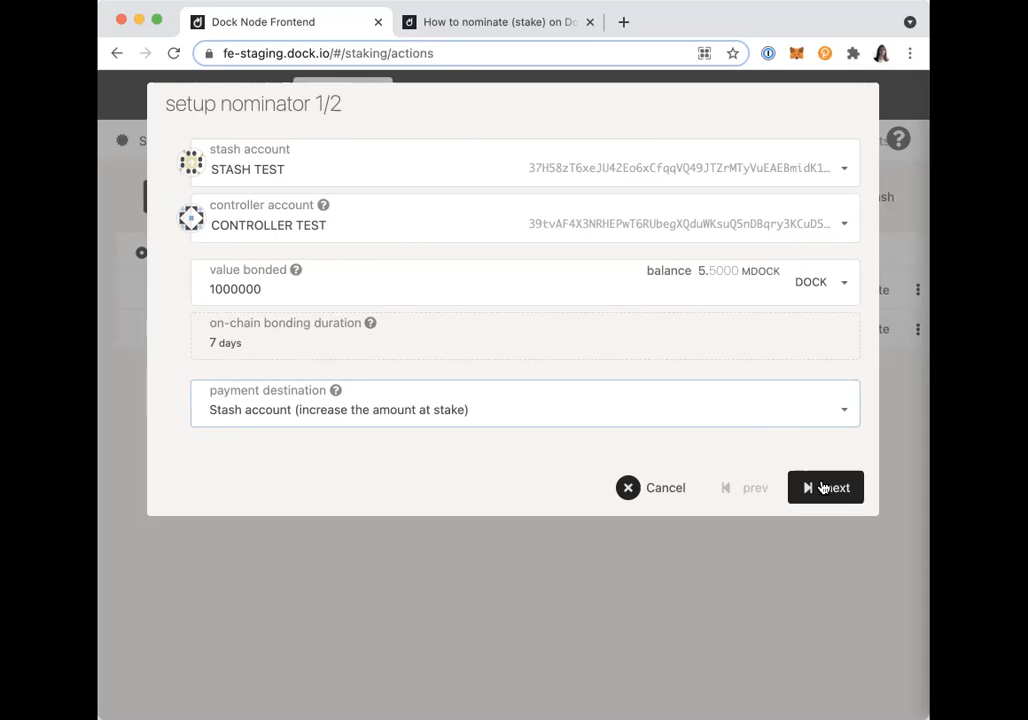 Dock Node Frontend
How to nominate (stake) on Do
fe-staging.dock.io/#/staking/actions
setup nominator 1/2
stash account
STASH TEST
37H58zT6xeJU4ZEo6xCfqqVQ49JTZrMTyVuEAEBmidK1…
controller account
CONTROLLER TEST
39tvAF4X3NRHEPwT6RUbegXQduWKsuQ5nDBqry3KCuD5…
value bonded
1000000
balance 5.5000 MDOCK
DOCK
on-chain bonding duration
7 days
payment destination
Stash account (increase the amount at stake)
Cancel
prev
next